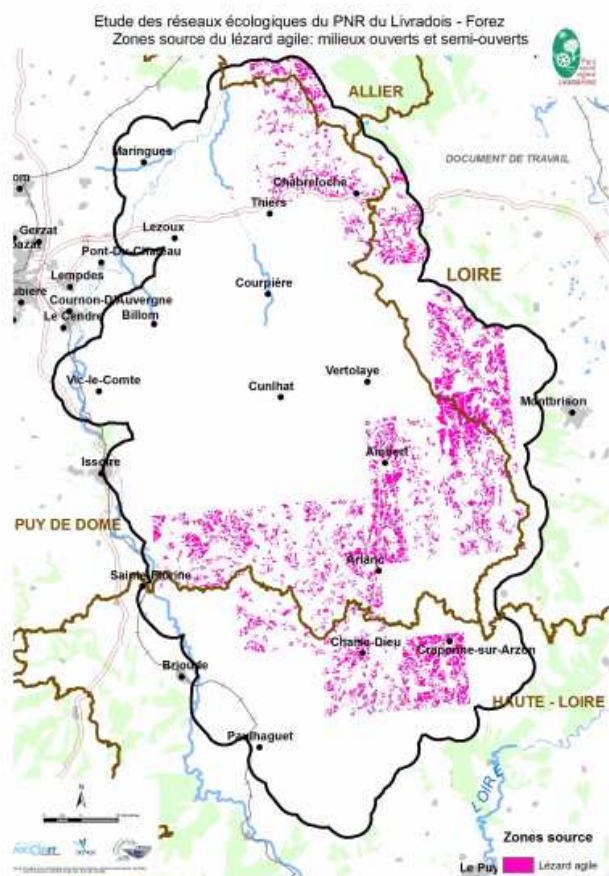 Etude des réseaux écologiques du PNR du Livradois - Forez
Zones source du lézard agile: milieux ouverts et semi-ouverts
ALLIER
Maringues
DOCUMENT DE TRAVAIL
om
Chabreloche
Thiers
Gerzat
Lezoux
Pont-Du-Chateau
LOIRE
Lempdes
Courpière
ubière
Cournon-D'Auvergne
Le Cendre
Billom
Vertolaye
Vic-le-Comte
Cunlhat
Montbrison
Ambert
Issoire
PUY DE DOME
Arlanc
Sainte-Florine
Chaise-Dieu
Craponne-sur-Arzon
Brioude
HAUTE - LOIRE
Paulhaguet
N
LOIRE
Zones source
Le Puy
Lézard agile